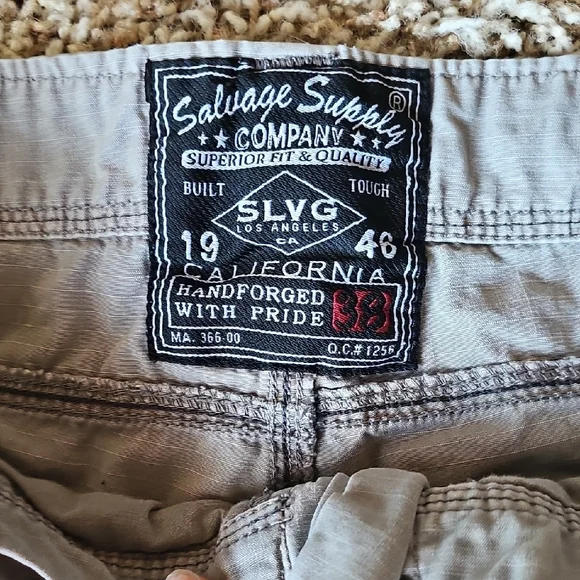 Salvage Supply ®
★★ COMPANY ★★
SUPERIOR FIT & QUALITY
BUILT TOUGH
SLVG
LOS ANGELES
CA
19 46
CALIFORNIA
HANDFORGED
WITH PRIDE 38
MA. 366-00 Q.C.# 1256